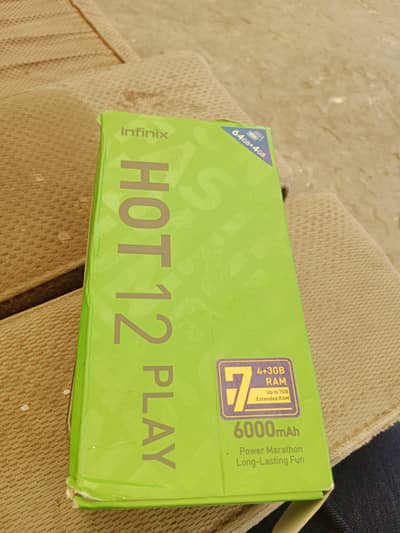 Infinix
64GB+4GB
HOT 12 PLAY
7
4+3GB
RAM
Up to 7GB
Extended RAM
6000mAh
Power Marathon
Long-Lasting Fun